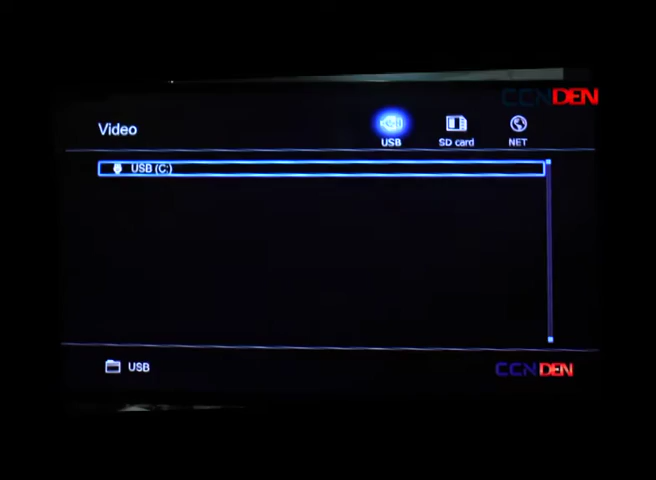 CCNDEN
Video
USB
SD card
NET
USB (C:)
USB
CCNDEN